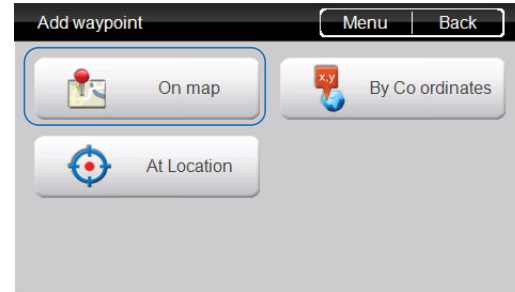 Add waypoint Menu Back
On map By Co ordinates
x,y
At Location